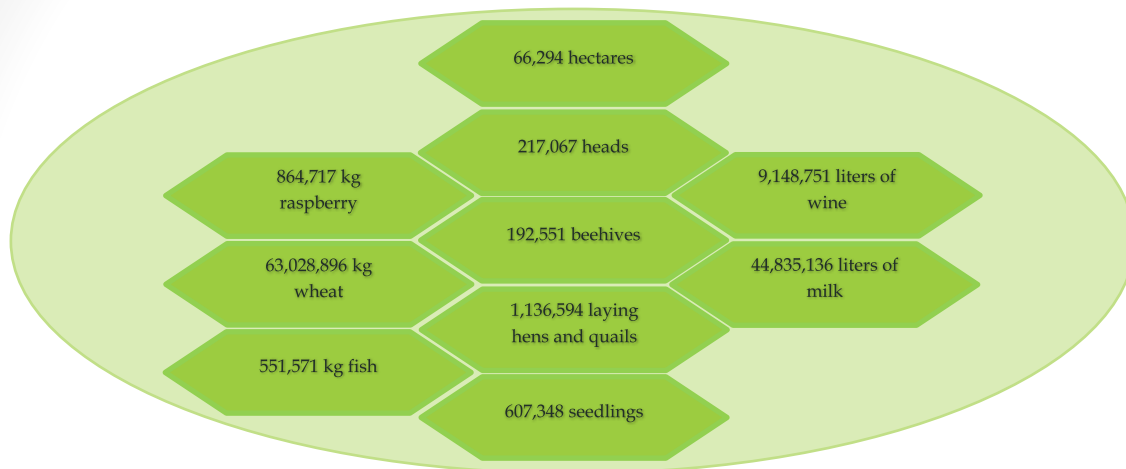 66,294 hectares
217,067 heads
864,717 kg
raspberry
9,148,751 liters of
wine
192,551 beehives
63,028,896 kg
wheat
44,835,136 liters of
milk
1,136,594 laying
hens and quails
551,571 kg fish
607,348 seedlings